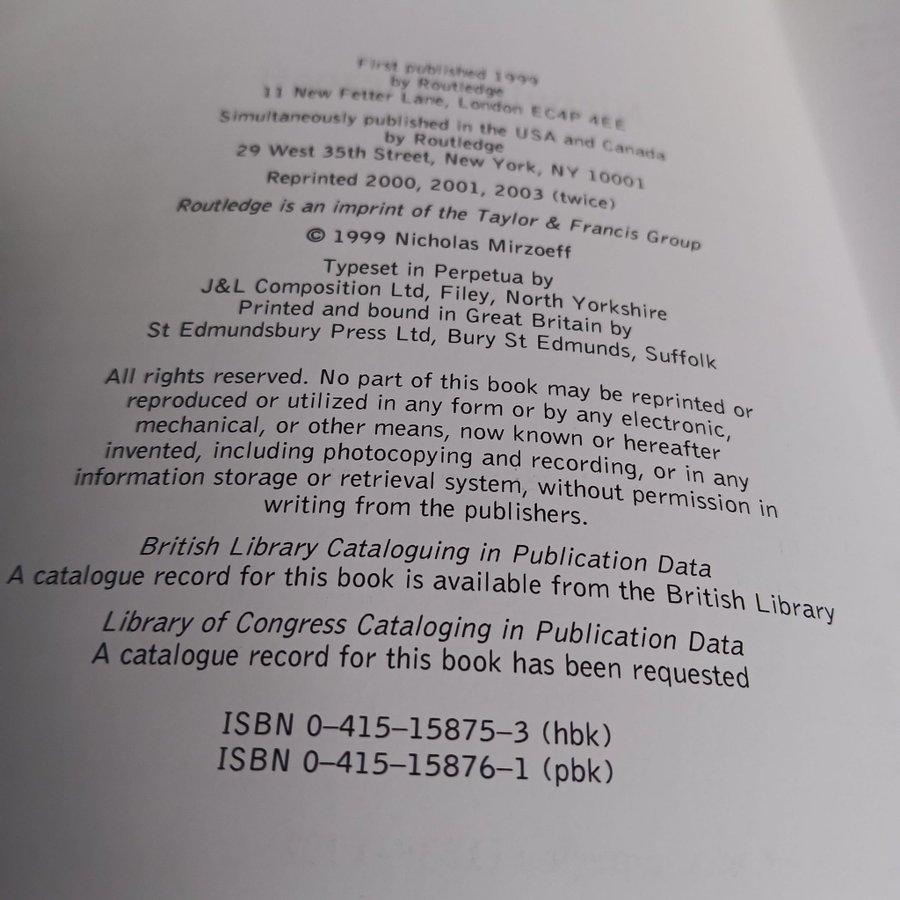 First published 1999
by Routledge
11 New Fetter Lane, London EC4P 4EE
Simultaneously published in the USA and Canada
by Routledge
29 West 35th Street, New York, NY 10001
Reprinted 2000, 2001, 2003 (twice)
Routledge is an imprint of the Taylor & Francis Group
© 1999 Nicholas Mirzoeff
Typeset in Perpetua by
J&L Composition Ltd, Filey, North Yorkshire
Printed and bound in Great Britain by
St Edmundsbury Press Ltd, Bury St Edmunds, Suffolk
All rights reserved. No part of this book may be reprinted or
reproduced or utilized in any form or by any electronic,
mechanical, or other means, now known or hereafter
invented, including photocopying and recording, or in any
information storage or retrieval system, without permission in
writing from the publishers.
British Library Cataloguing in Publication Data
A catalogue record for this book is available from the British Library
Library of Congress Cataloging in Publication Data
A catalogue record for this book has been requested
ISBN 0–415–15875–3 (hbk)
ISBN 0–415–15876–1 (pbk)